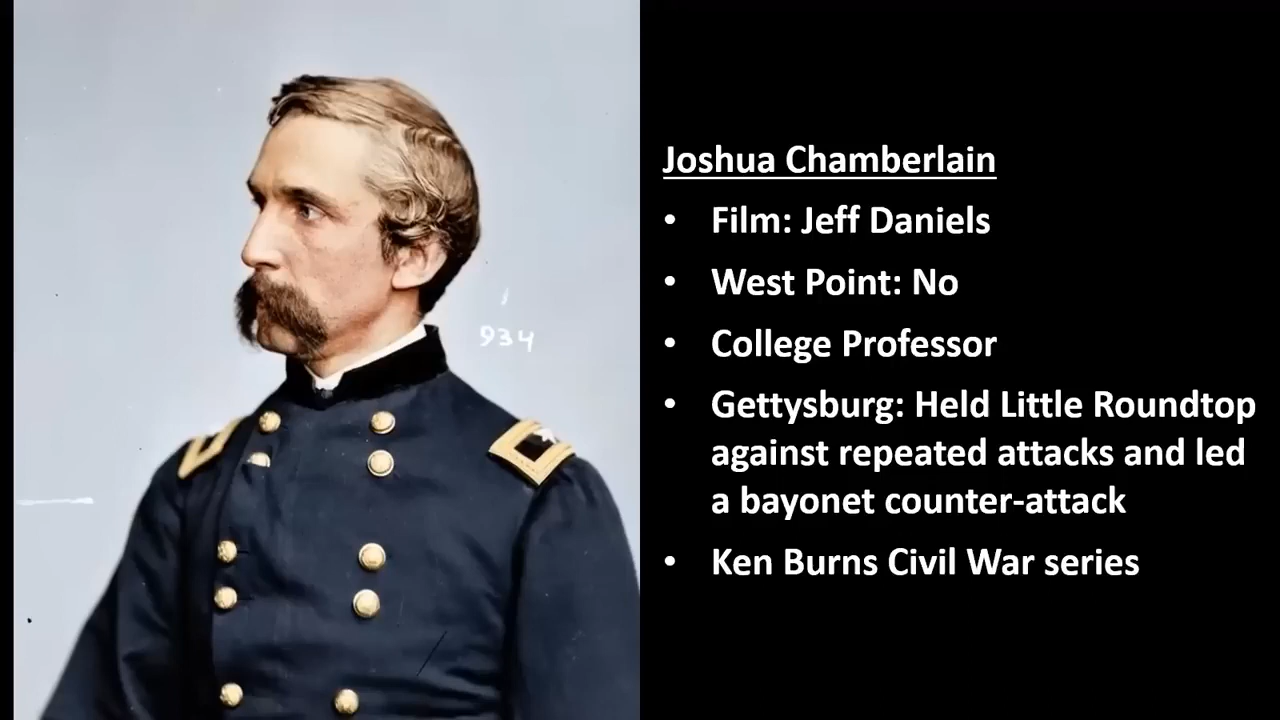 Joshua Chamberlain
• Film: Jeff Daniels
• West Point: No
• College Professor
• Gettysburg: Held Little Roundtop
against repeated attacks and led
a bayonet counter-attack
• Ken Burns Civil War series
934